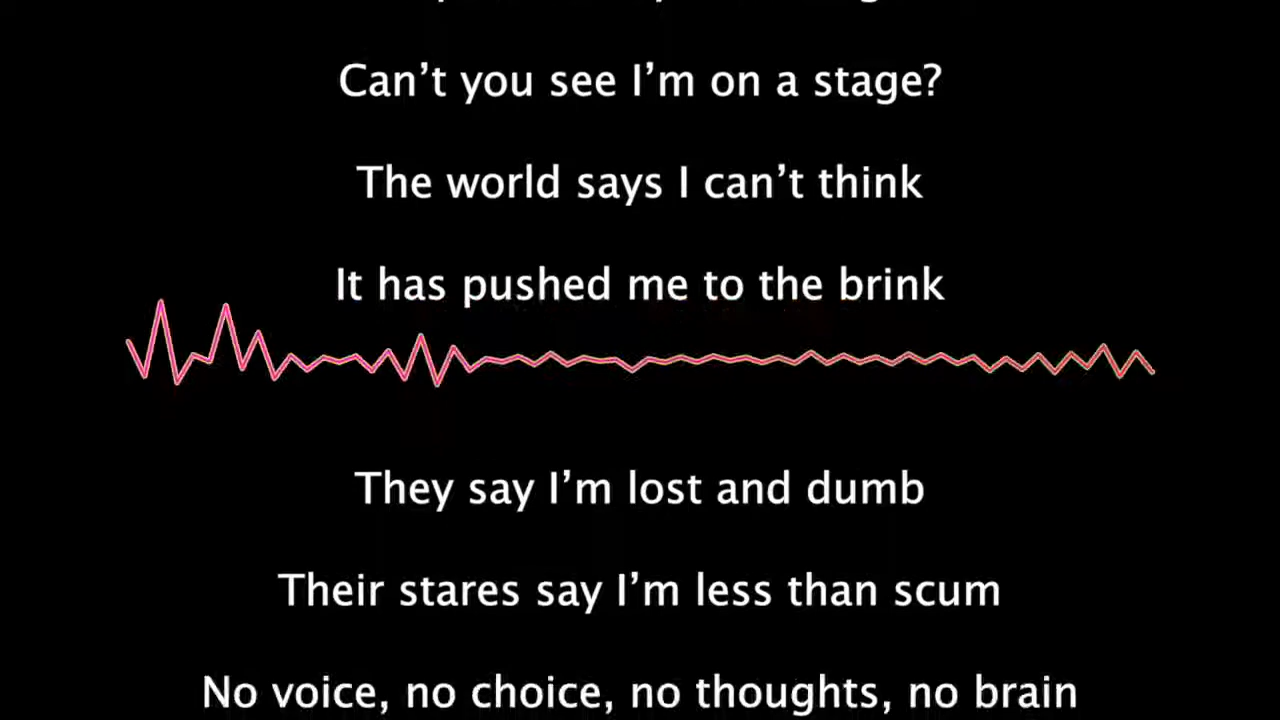 Can’t you see I’m on a stage?
The world says I can’t think
It has pushed me to the brink
They say I’m lost and dumb
Their stares say I’m less than scum
No voice, no choice, no thoughts, no brain